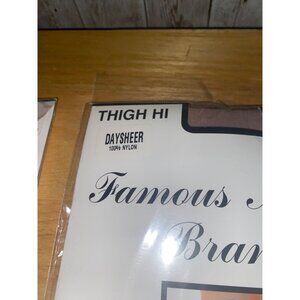 THIGH HI
DAYSHEER
100% NYLON
Famous
Bran